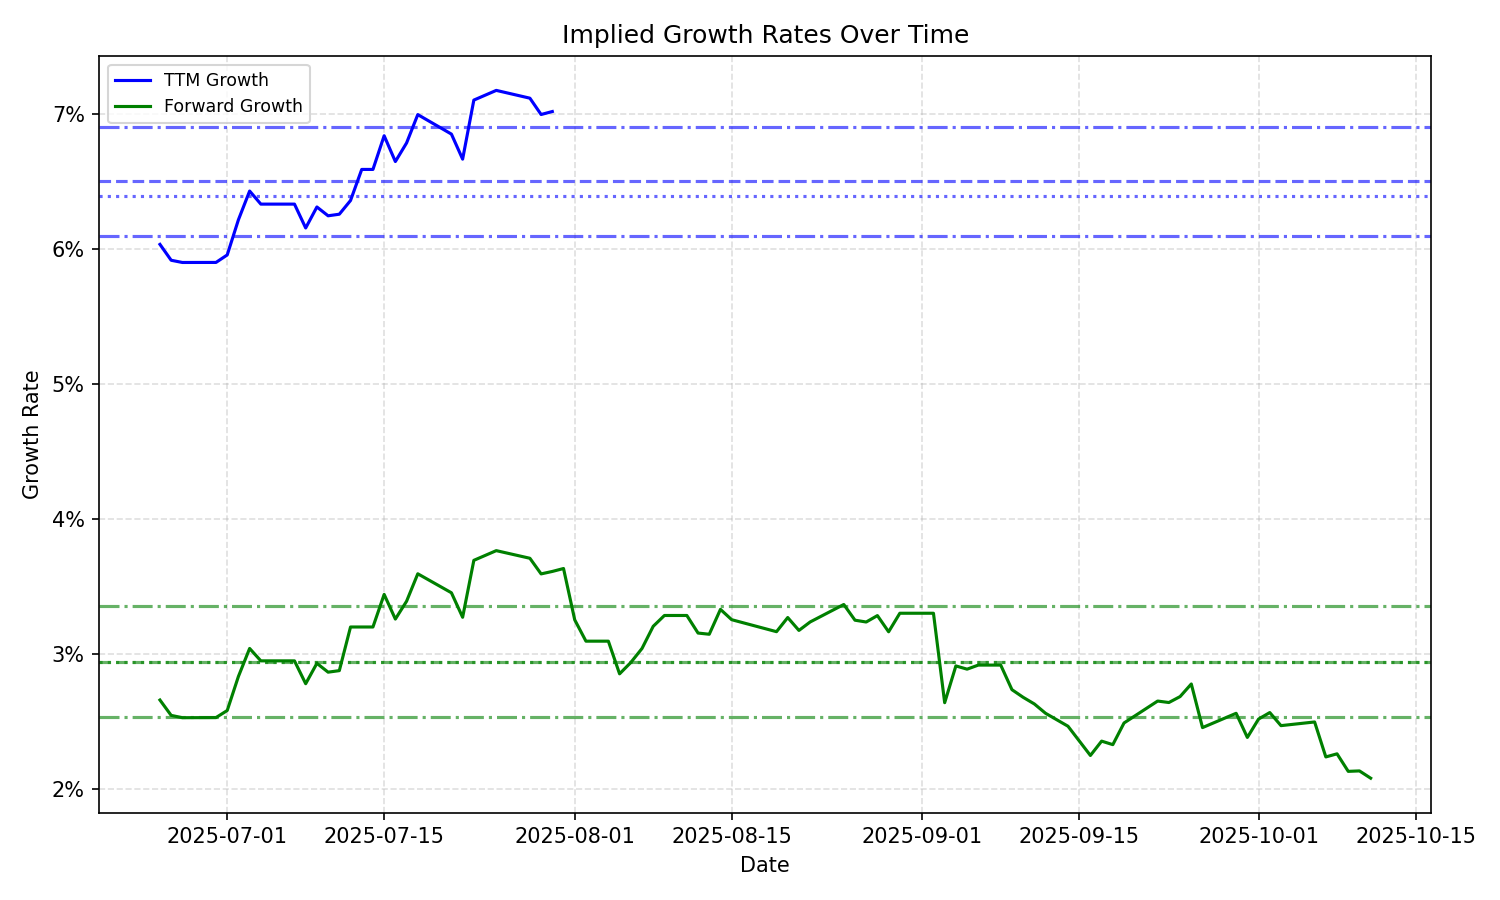 Implied Growth Rates Over Time
TTM Growth
Forward Growth
7%
6%
5%
4%
3%
2%
Growth Rate
2025-07-01
2025-07-15
2025-08-01
2025-08-15
2025-09-01
2025-09-15
2025-10-01
2025-10-15
Date